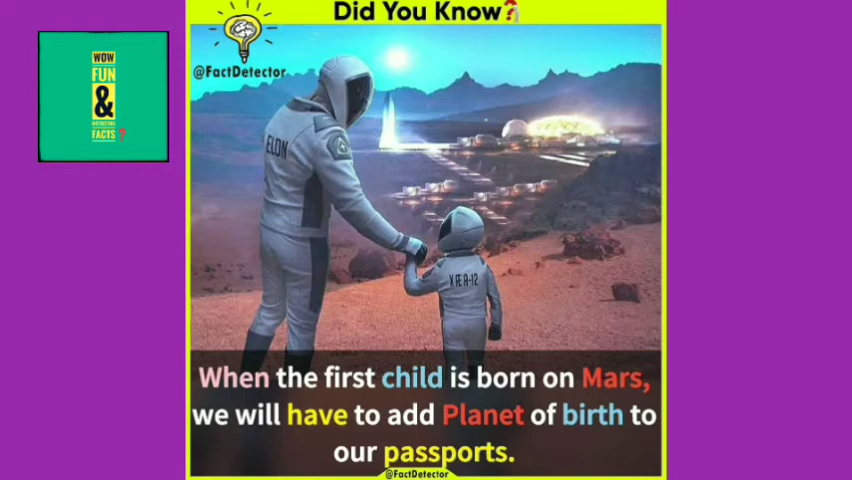 Did You Know?
@FactDetector
WOW
FUN
&
FACTS ?
ELON
X Æ A-12
When the first child is born on Mars,
we will have to add Planet of birth to
our passports.
@FactDetector